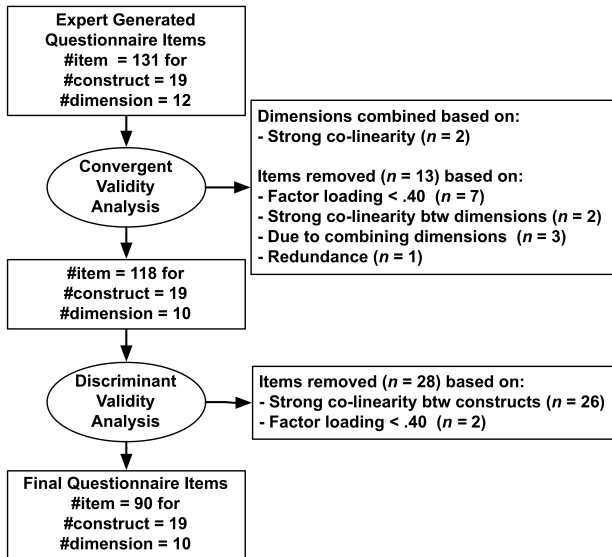 Expert Generated
Questionnaire Items
#item = 131 for
#construct = 19
#dimension = 12
Dimensions combined based on:
- Strong co-linearity (n = 2)
Items removed (n = 13) based on:
- Factor loading < .40 (n = 7)
- Strong co-linearity btw dimensions (n = 2)
- Due to combining dimensions (n = 3)
- Redundance (n = 1)
Convergent
Validity
Analysis
#item = 118 for
#construct = 19
#dimension = 10
Discriminant
Validity
Analysis
Items removed (n = 28) based on:
- Strong co-linearity btw constructs (n = 26)
- Factor loading < .40 (n = 2)
Final Questionnaire Items
#item = 90 for
#construct = 19
#dimension = 10